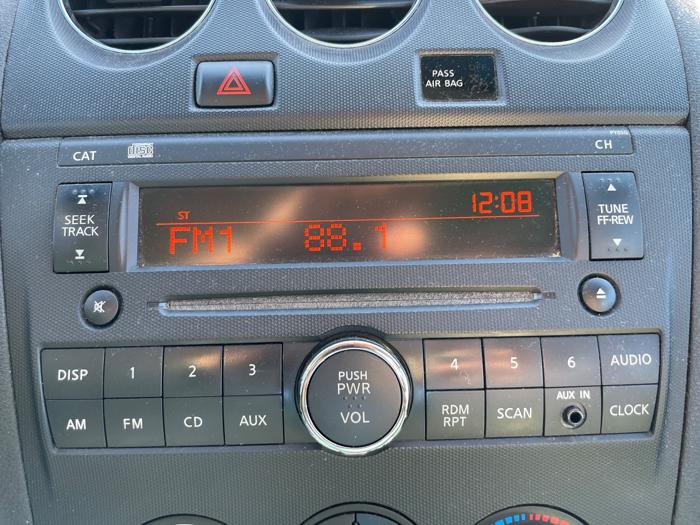 PASS
AIR BAG
CAT
disc
CH
SEEK
TRACK
ST
12:08
FM1 88.1
TUNE
FF-REW
DISP 1 2 3
PUSH
PWR
VOL
4 5 6 AUDIO
AM FM CD AUX
RDM
RPT
SCAN
AUX IN
CLOCK